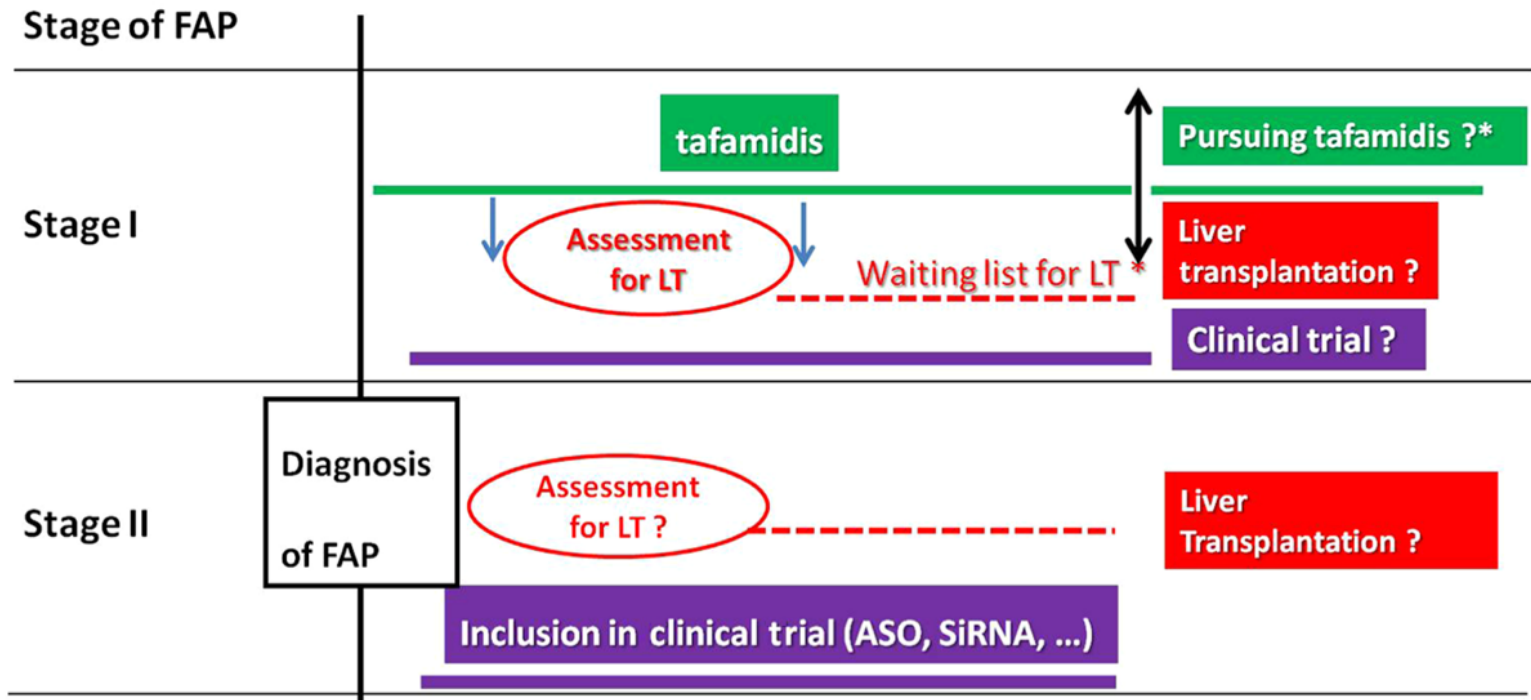 Stage of FAP
tafamidis
Pursuing tafamidis ?*
Stage I
Assessment
for LT
Waiting list for LT *
Liver
transplantation ?
Clinical trial ?
Diagnosis
of FAP
Stage II
Assessment
for LT ?
Liver
Transplantation ?
Inclusion in clinical trial (ASO, SiRNA, ...)